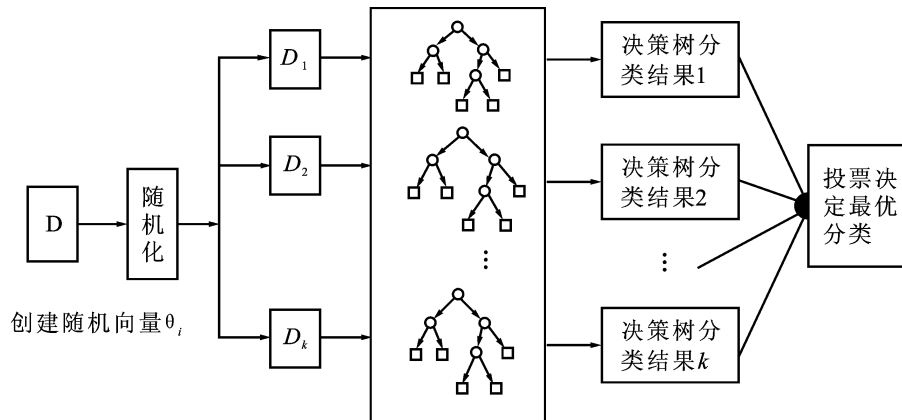 D
随
机
化
创建随机向量θi
D1
D2
Dk
⋮
决策树分
类结果1
决策树分
类结果2
⋮
决策树分
类结果k
投票决
定最优
分类